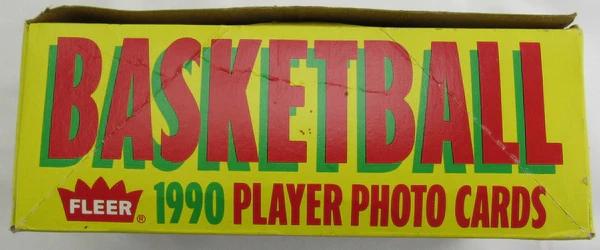 BASKETBALL
FLEER ® 1990 PLAYER PHOTO CARDS